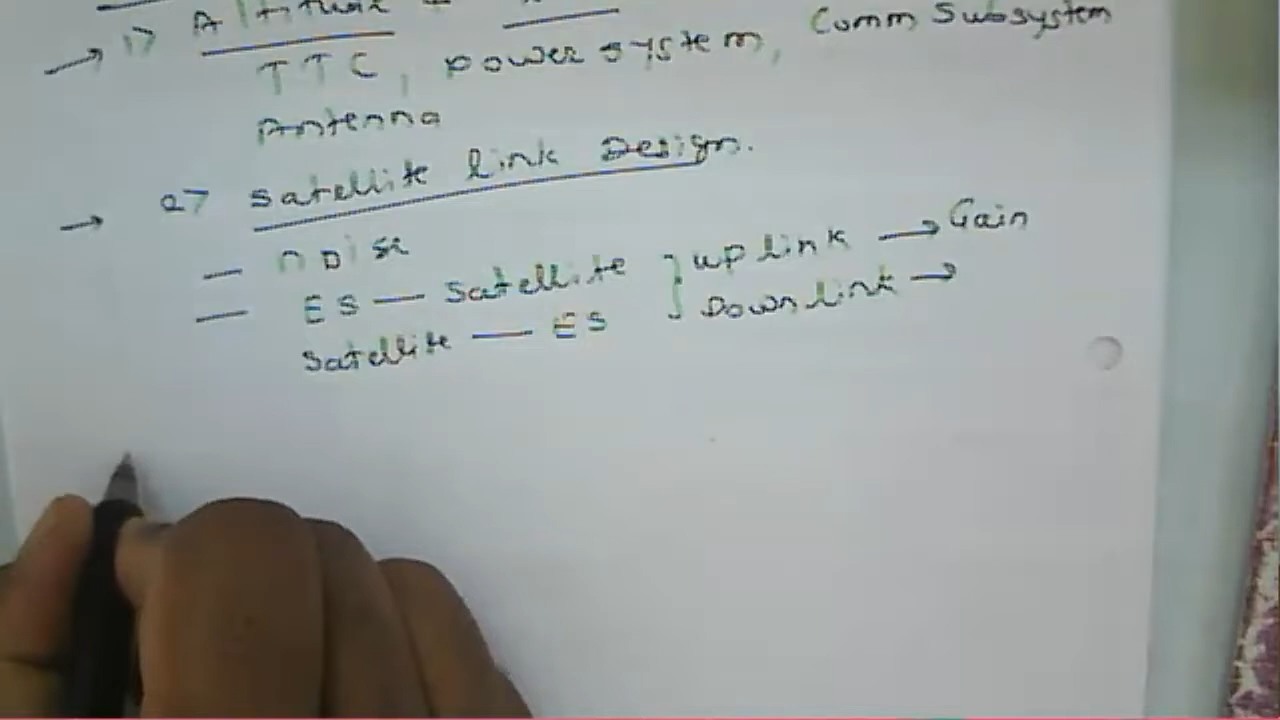 → 1)
TTC, power system, Comm Subsystem
Antenna
→ 2) Satellite link Design.
— noise
— ES — Satellite } uplink → Gain
Satellite — ES } Downlink →